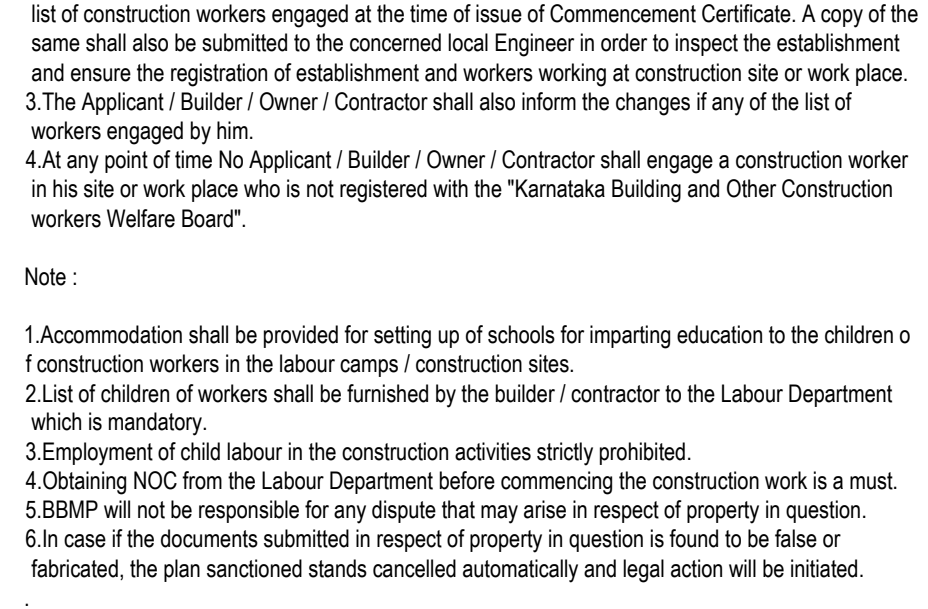 list of construction workers engaged at the time of issue of Commencement Certificate. A copy of the
same shall also be submitted to the concerned local Engineer in order to inspect the establishment
and ensure the registration of establishment and workers working at construction site or work place.
3.The Applicant / Builder / Owner / Contractor shall also inform the changes if any of the list of
workers engaged by him.
4.At any point of time No Applicant / Builder / Owner / Contractor shall engage a construction worker
in his site or work place who is not registered with the "Karnataka Building and Other Construction
workers Welfare Board".
Note :
1.Accommodation shall be provided for setting up of schools for imparting education to the children o
f construction workers in the labour camps / construction sites.
2.List of children of workers shall be furnished by the builder / contractor to the Labour Department
which is mandatory.
3.Employment of child labour in the construction activities strictly prohibited.
4.Obtaining NOC from the Labour Department before commencing the construction work is a must.
5.BBMP will not be responsible for any dispute that may arise in respect of property in question.
6.In case if the documents submitted in respect of property in question is found to be false or
fabricated, the plan sanctioned stands cancelled automatically and legal action will be initiated.
.